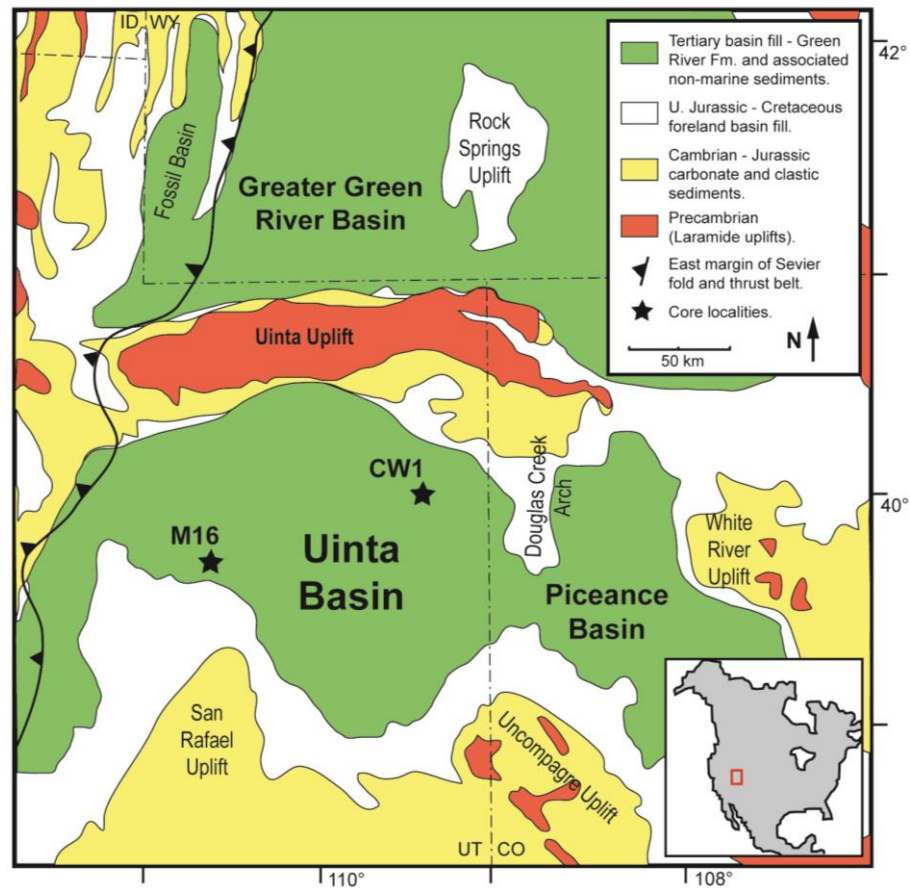 ID WY
42°
Tertiary basin fill - Green
River Fm. and associated
non-marine sediments.
U. Jurassic - Cretaceous
foreland basin fill.
Cambrian - Jurassic
carbonate and clastic
sediments.
Precambrian
(Laramide uplifts).
East margin of Sevier
fold and thrust belt.
Core localities.
50 km
N
Fossil Basin
Greater Green
River Basin
Rock
Springs
Uplift
Uinta Uplift
CW1
Douglas Creek
Arch
40°
M16
Uinta
Basin
White
River
Uplift
Piceance
Basin
San
Rafael
Uplift
Uncompagre Uplift
UT CO
110°
108°